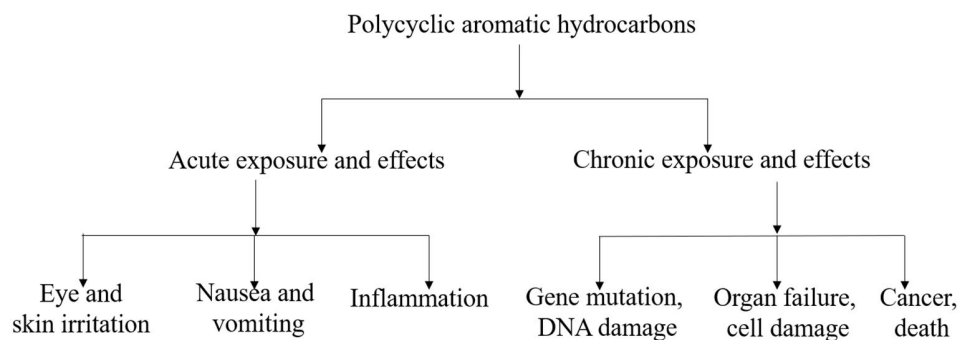 Polycyclic aromatic hydrocarbons
Acute exposure and effects
Chronic exposure and effects
Eye and
skin irritation
Nausea and
vomiting
Inflammation
Gene mutation,
DNA damage
Organ failure,
cell damage
Cancer,
death